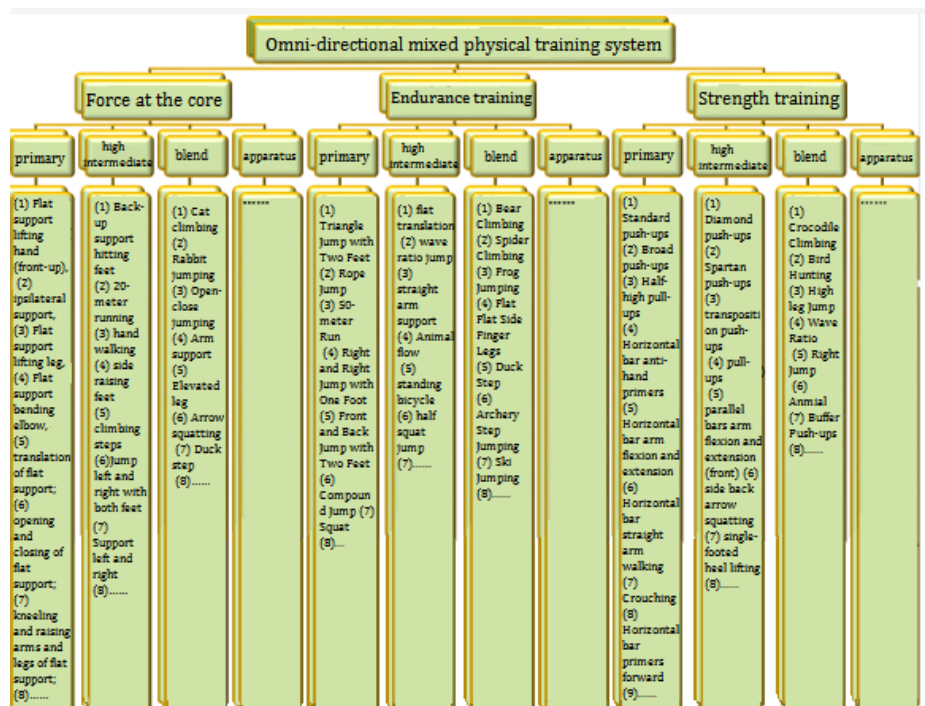 Omni-directional mixed physical training system
Force at the core
Endurance training
Strength training
primary
high
intermediate
blend
apparatus
primary
high
intermediate
blend
apparatus
primary
high
intermediate
blend
apparatus
(1) Flat
support
lifting
hand
(front-up),
(2)
ipsilateral
support,
(3) Flat
support
lifting leg,
(4) Flat
support
bending
elbow,
(5)
translation
of flat
support;
(6)
opening
and
closing of
flat
support;
(7)
kneeling
and raising
arms and
legs of flat
support;
(8)......
(1) Back-
up
support
hitting
feet
(2) 20-
meter
running
(3) hand
walking
(4) side
raising
feet
(5)
climbing
steps
(6)Jump
left and
right with
both feet
(7)
Support
left and
right
(8)......
(1) Cat
climbing
(2)
Rabbit
jumping
(3) Open-
close
jumping
(4) Arm
support
(5)
Elevated
leg
(6) Arrow
squatting
(7) Duck
step
(8)......
......
(1)
Triangle
Jump with
Two Feet
(2) Rope
Jump
(3) 50-
meter
Run
(4) Right
and Right
Jump with
One Foot
(5) Front
and Back
Jump with
Two Feet
(6)
Compoun
d Jump (7)
Squat
(8)...
(1) flat
translation
(2) wave
ratio jump
(3)
straight
arm
support
(4) Animal
flow
(5)
standing
bicycle
(6) half
squat
jump
(7)......
(1) Bear
Climbing
(2) Spider
Climbing
(3) Frog
Jumping
(4) Flat
Flat Side
Finger
Legs
(5) Duck
Step
(6)
Archery
Step
Jumping
(7) Ski
Jumping
(8)......
......
(1)
Standard
push-ups
(2) Broad
push-ups
(3) Half-
high pull-
ups
(4)
Horizontal
bar anti-
hand
primers
(5)
Horizontal
bar arm
flexion and
extension
(6)
Horizontal
bar
straight
arm
walking
(7)
Crouching
(8)
Horizontal
bar
primers
forward
(9)......
(1)
Diamond
push-ups
(2)
Spartan
push-ups
(3)
transpositi
on push-
ups
(4) pull-
ups )
(5)
parallel
bars arm
flexion and
extension
(front) (6)
side back
arrow
squatting
(7) single-
footed
heel lifting
(8)......
(1)
Crocodile
Climbing
(2) Bird
Hunting
(3) High
leg Jump
(4) Wave
Ratio
(5) Right
Jump
(6)
Anmial
(7) Buffer
Push-ups
(8)......
......